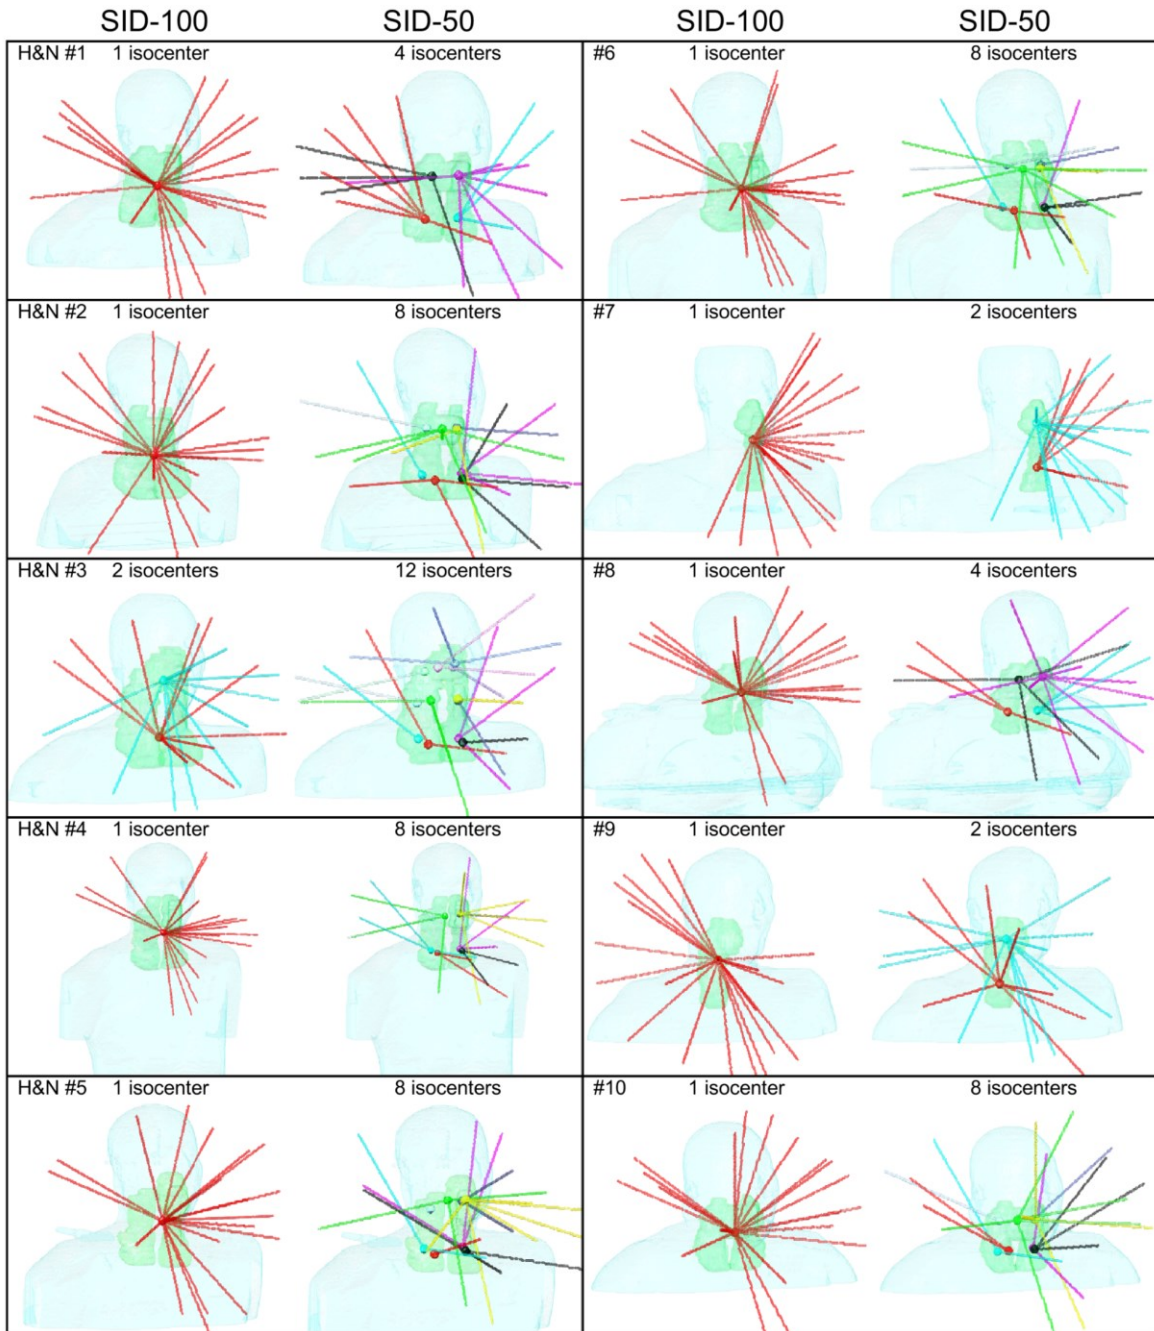 SID-100 SID-50 SID-100 SID-50
H&N #1 1 isocenter 4 isocenters #6 1 isocenter 8 isocenters
H&N #2 1 isocenter 8 isocenters #7 1 isocenter 2 isocenters
H&N #3 2 isocenters 12 isocenters #8 1 isocenter 4 isocenters
H&N #4 1 isocenter 8 isocenters #9 1 isocenter 2 isocenters
H&N #5 1 isocenter 8 isocenters #10 1 isocenter 8 isocenters